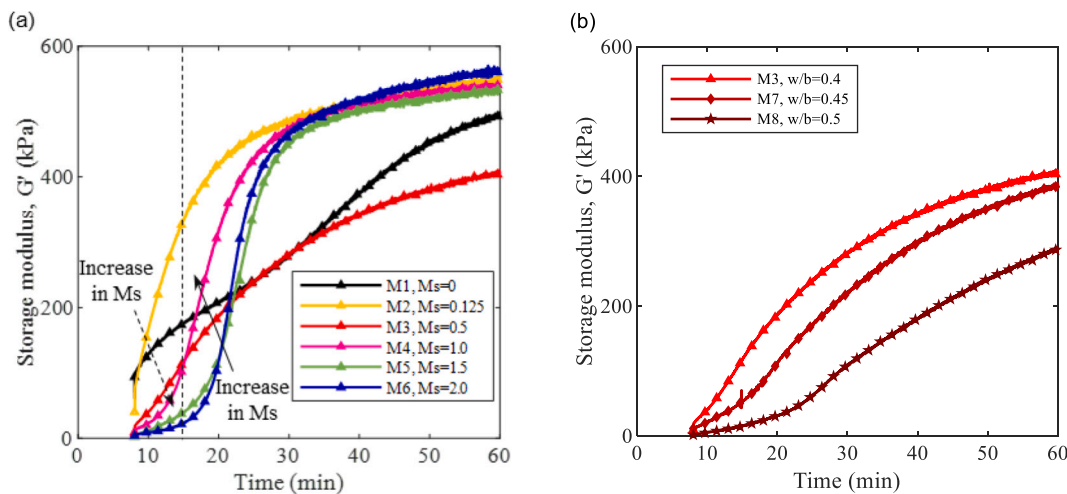 (a)
600
400
200
0
Storage modulus, G' (kPa)
Increase
in Ms
M1, Ms=0
M2, Ms=0.125
M3, Ms=0.5
M4, Ms=1.0
M5, Ms=1.5
M6, Ms=2.0
Increase
in Ms
10 20 30 40 50 60
Time (min)
(b)
600
400
200
0
Storage modulus, G' (kPa)
M3, w/b=0.4
M7, w/b=0.45
M8, w/b=0.5
0 10 20 30 40 50 60
Time (min)